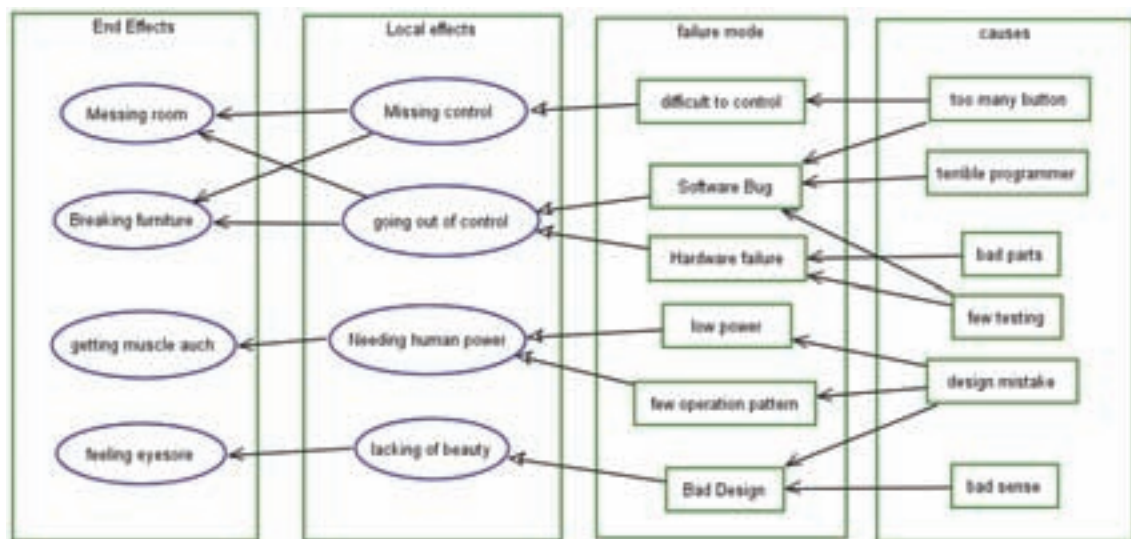 End Effects
Local effects
failure mode
causes
Messing room
Missing control
difficult to control
too many button
Breaking furniture
going out of control
Software Bug
terrible programmer
Hardware failure
bad parts
getting muscle auch
Needing human power
low power
few testing
few operation pattern
design mistake
feeling eyesore
lacking of beauty
Bad Design
bad sense